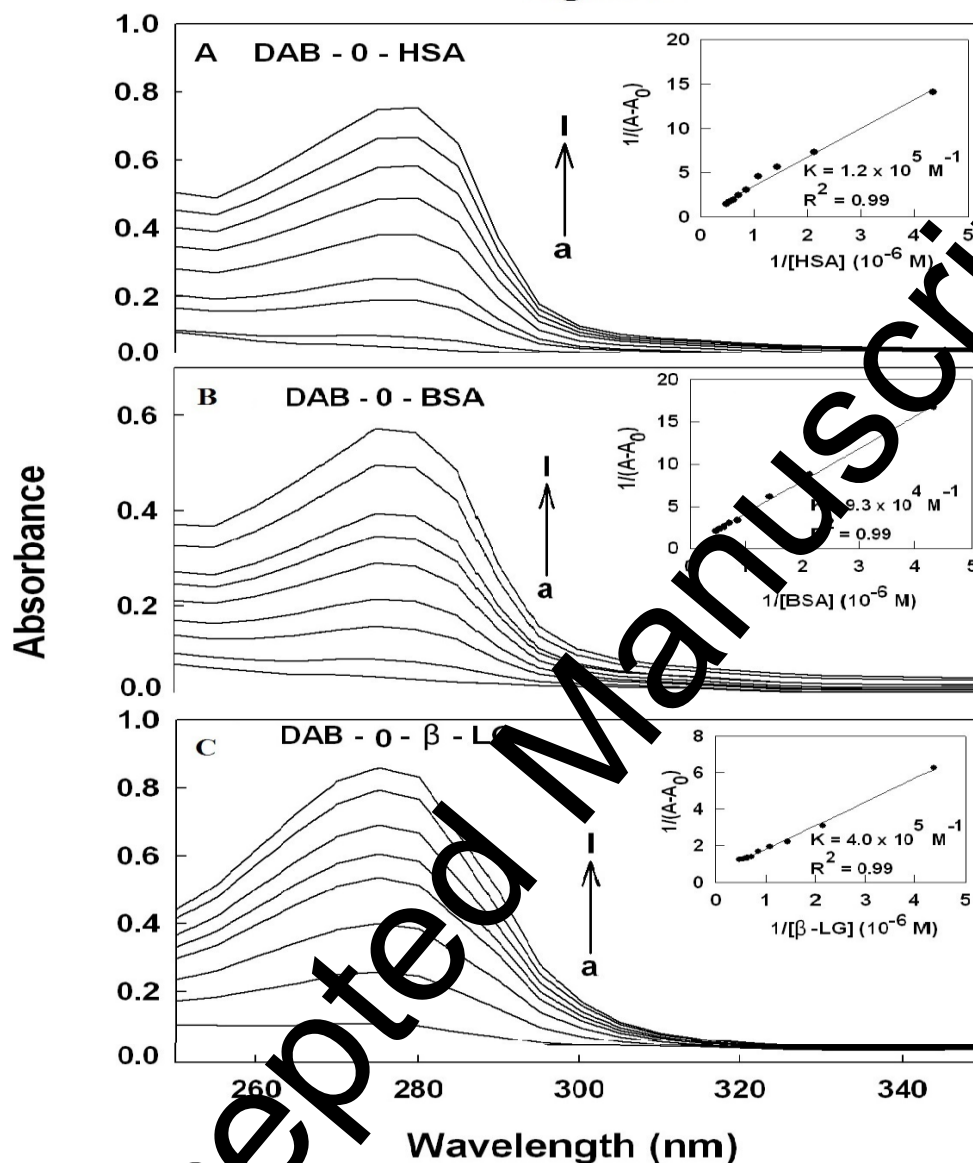 A DAB - 0 - HSA
1.0
0.8
0.6
0.4
0.2
0.0
l
a
20
15
10
5
0
1/(A-A0)
K = 1.2 x 10^5 M^-1
R^2 = 0.99
0 1 2 3 4 5
1/[HSA] (10^-6 M)
B DAB - 0 - BSA
0.6
0.4
0.2
0.0
l
a
20
15
10
5
0
1/(A-A0)
9.3 x 10^4 M^-1
= 0.99
2 3 4 5
1/[BSA] (10^-6 M)
Absorbance
C DAB - 0 - β -
1.0
0.8
0.6
0.4
0.2
0.0
l
a
8
6
4
2
0
1/(A-A0)
K = 4.0 x 10^5 M^-1
R^2 = 0.99
0 1 2 3 4 5
1/[β -LG] (10^-6 M)
260 280 300 320 340
Wavelength (nm)
cepted Manuscri